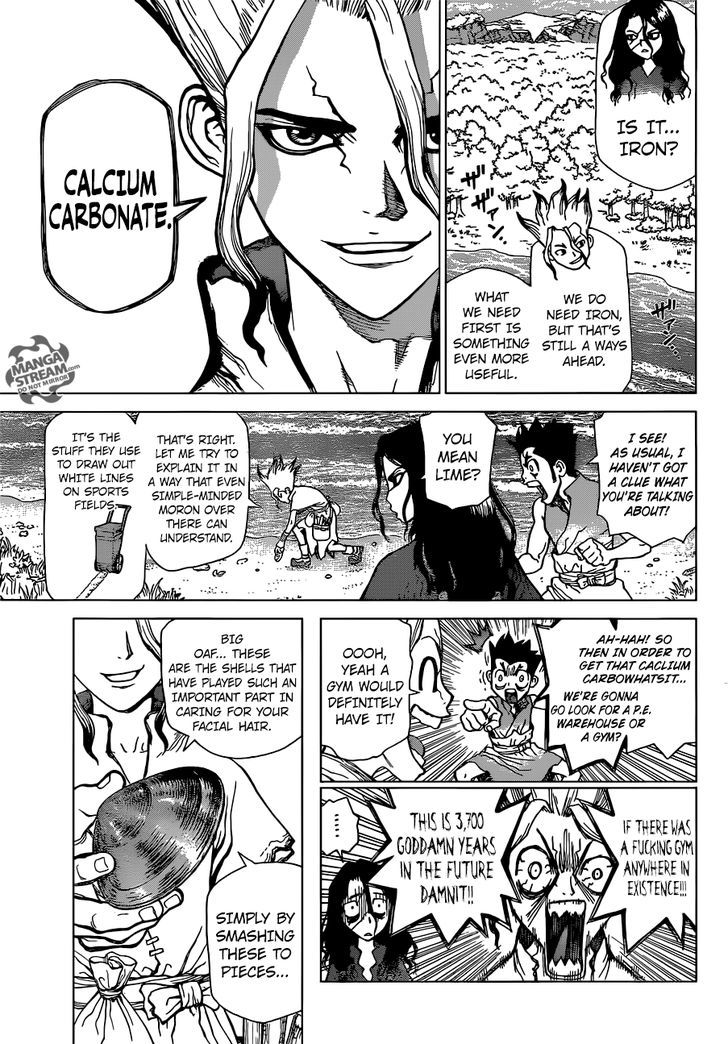 IS IT...
IRON?
WE DO
NEED IRON,
BUT THAT'S
STILL A WAYS
AHEAD.
WHAT
WE NEED
FIRST IS
SOMETHING
EVEN MORE
USEFUL.
CALCIUM
CARBONATE.
MANGA
STREAM.com
DO NOT MIRROR
I SEE!
AS USUAL, I
HAVEN'T GOT
A CLUE WHAT
YOU'RE TALKING
ABOUT!
YOU
MEAN
LIME?
THAT'S RIGHT.
LET ME TRY TO
EXPLAIN IT IN
A WAY THAT EVEN
SIMPLE-MINDED
MORON OVER
THERE CAN
UNDERSTAND.
IT'S THE
STUFF THEY USE
TO DRAW OUT
WHITE LINES
ON SPORTS
FIELDS.
AH-HAH! SO
THEN IN ORDER TO
GET THAT CACLIUM
CARBOWHATSIT...
WE'RE GONNA
GO LOOK FOR A P.E.
WAREHOUSE OR
A GYM?
OOOH,
YEAH A
GYM WOULD
DEFINITELY
HAVE IT!
IF THERE WAS
A FUCKING GYM
ANYWHERE IN
EXISTENCE!!!
THIS IS 3,700
GODDAMN YEARS
IN THE FUTURE
DAMNIT!!
....
BIG
OAF... THESE
ARE THE SHELLS THAT
HAVE PLAYED SUCH AN
IMPORTANT PART IN
CARING FOR YOUR
FACIAL HAIR.
SIMPLY BY
SMASHING
THESE TO
PIECES...